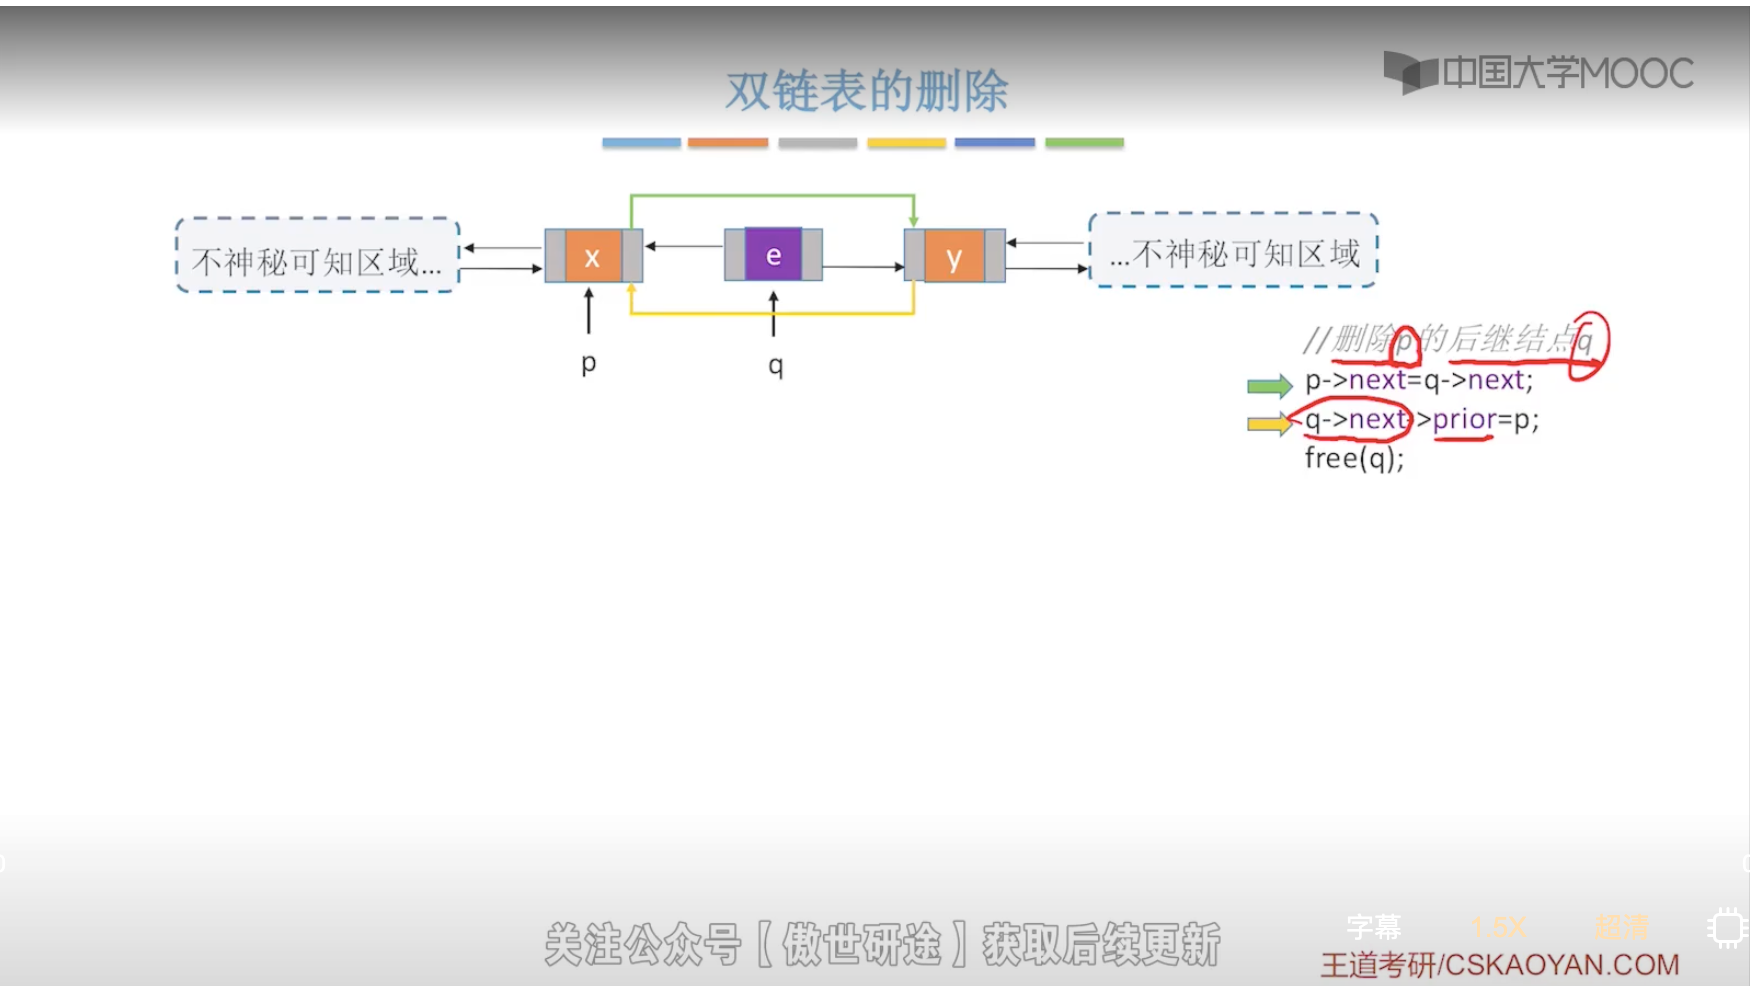 中国大学MOOC
双链表的删除
不神秘可知区域...
x
e
y
...不神秘可知区域
p
q
//删除p的后继结点q
p->next=q->next;
q->next->prior=p;
free(q);
字幕
1.5X
超清
关注公众号【傲世研途】获取后续更新
王道考研/CSKAOYAN.COM